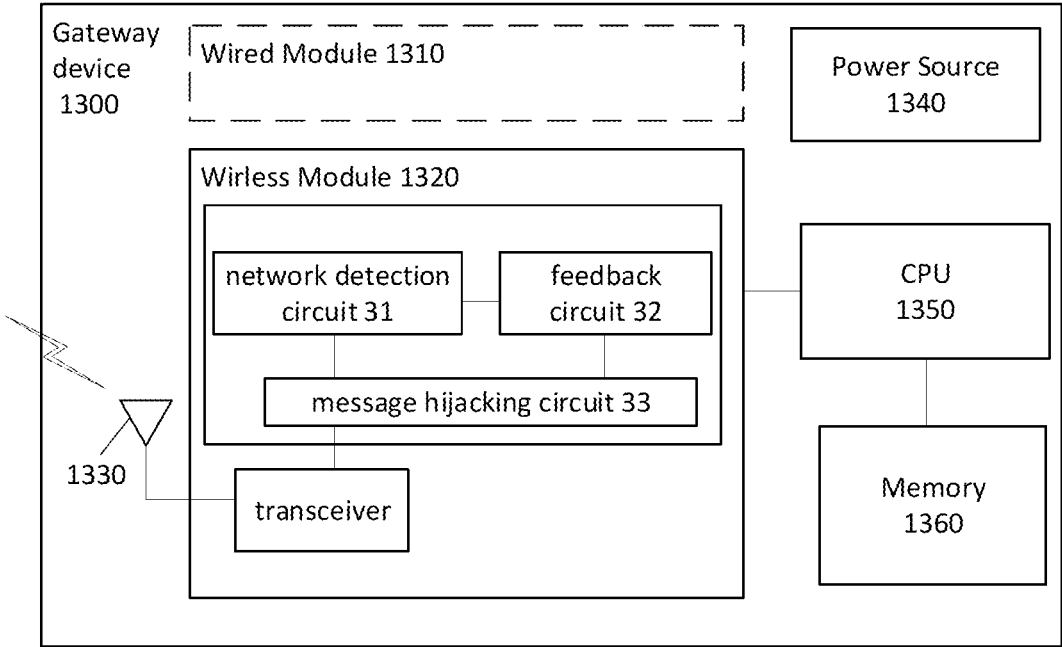 Gateway
device
1300
Wired Module 1310
Power Source
1340
Wirless Module 1320
network detection
circuit 31
feedback
circuit 32
CPU
1350
message hijacking circuit 33
1330
transceiver
Memory
1360